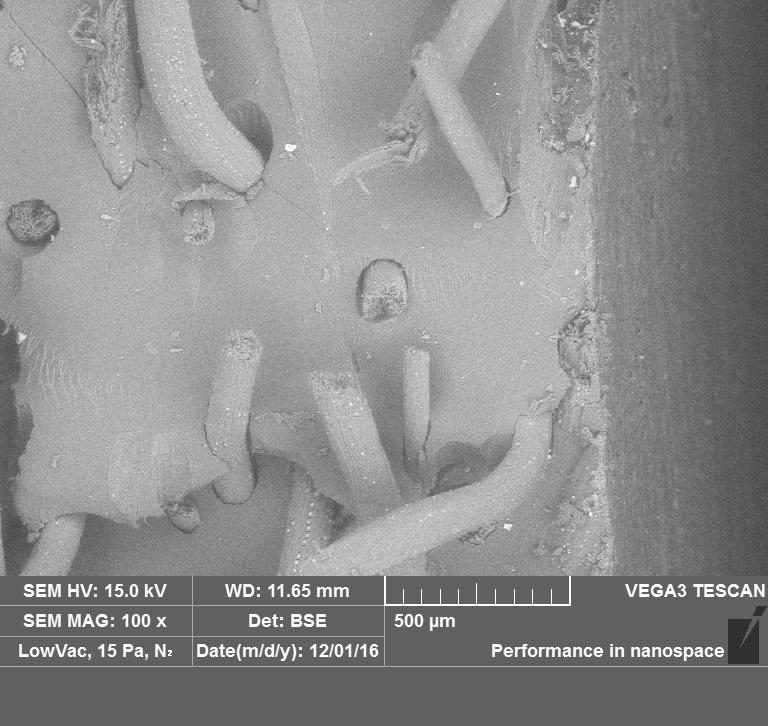 SEM HV: 15.0 kV WD: 11.65 mm VEGA3 TESCAN
SEM MAG: 100 x Det: BSE 500 µm
LowVac, 15 Pa, N₂ Date(m/d/y): 12/01/16 Performance in nanospace